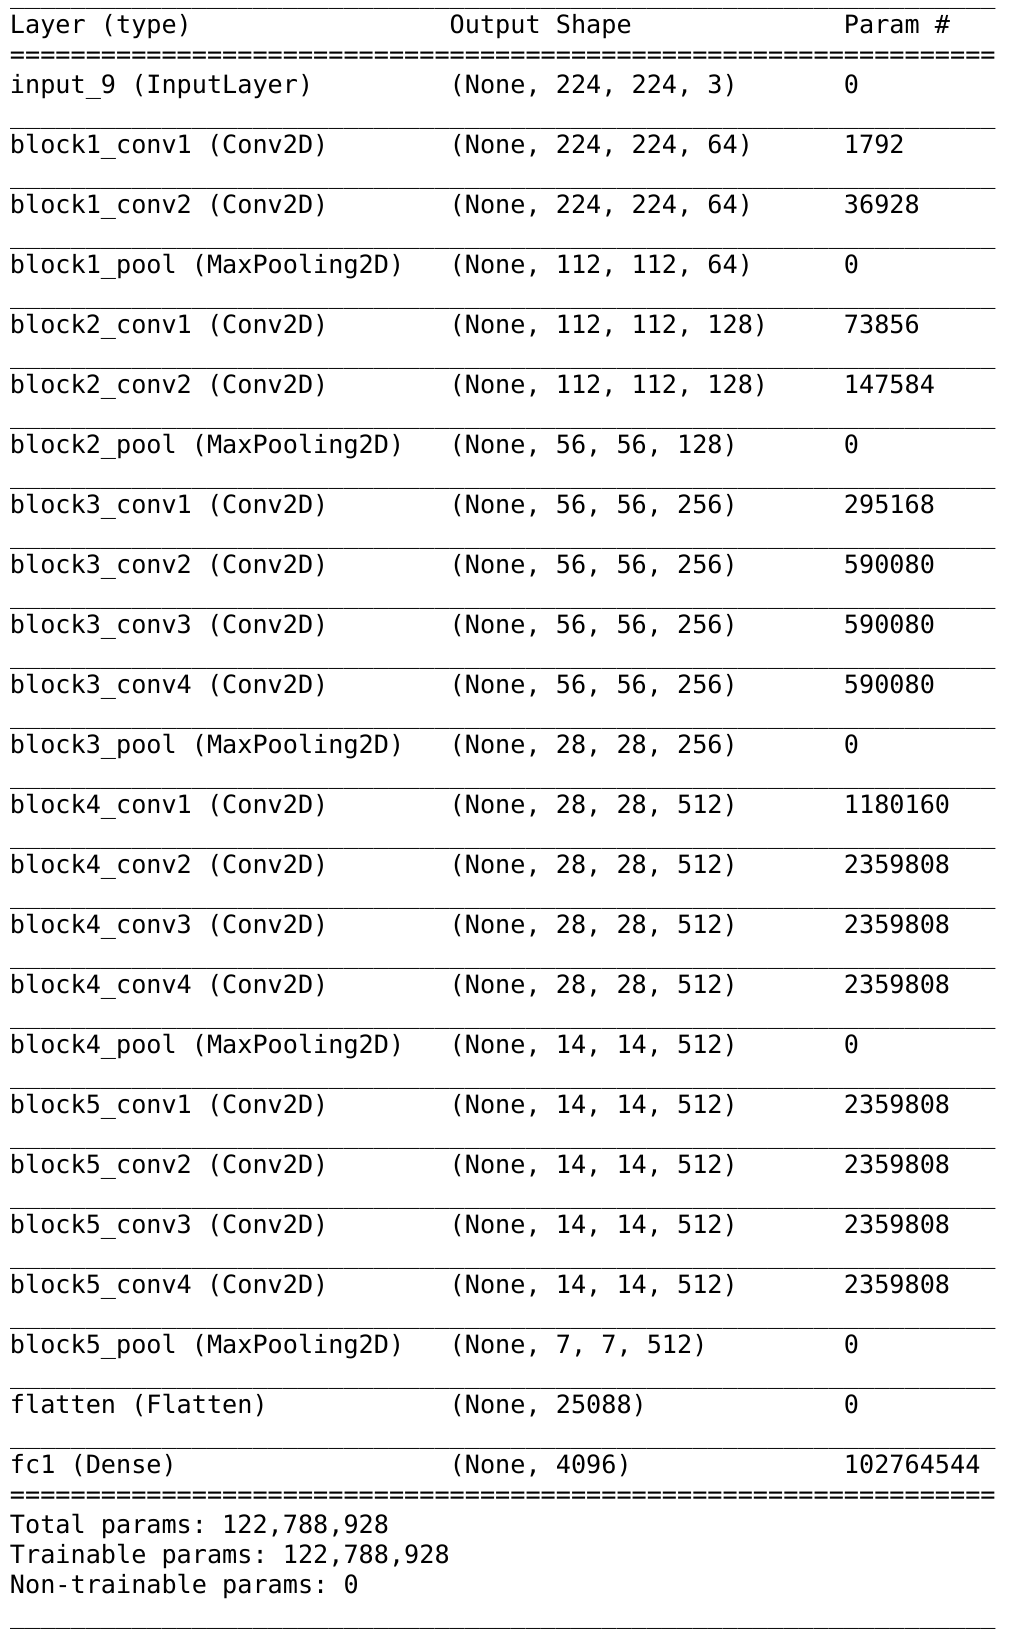 Layer (type) Output Shape Param #
input_9 (InputLayer) (None, 224, 224, 3) 0
block1_conv1 (Conv2D) (None, 224, 224, 64) 1792
block1_conv2 (Conv2D) (None, 224, 224, 64) 36928
block1_pool (MaxPooling2D) (None, 112, 112, 64) 0
block2_conv1 (Conv2D) (None, 112, 112, 128) 73856
block2_conv2 (Conv2D) (None, 112, 112, 128) 147584
block2_pool (MaxPooling2D) (None, 56, 56, 128) 0
block3_conv1 (Conv2D) (None, 56, 56, 256) 295168
block3_conv2 (Conv2D) (None, 56, 56, 256) 590080
block3_conv3 (Conv2D) (None, 56, 56, 256) 590080
block3_conv4 (Conv2D) (None, 56, 56, 256) 590080
block3_pool (MaxPooling2D) (None, 28, 28, 256) 0
block4_conv1 (Conv2D) (None, 28, 28, 512) 1180160
block4_conv2 (Conv2D) (None, 28, 28, 512) 2359808
block4_conv3 (Conv2D) (None, 28, 28, 512) 2359808
block4_conv4 (Conv2D) (None, 28, 28, 512) 2359808
block4_pool (MaxPooling2D) (None, 14, 14, 512) 0
block5_conv1 (Conv2D) (None, 14, 14, 512) 2359808
block5_conv2 (Conv2D) (None, 14, 14, 512) 2359808
block5_conv3 (Conv2D) (None, 14, 14, 512) 2359808
block5_conv4 (Conv2D) (None, 14, 14, 512) 2359808
block5_pool (MaxPooling2D) (None, 7, 7, 512) 0
flatten (Flatten) (None, 25088) 0
fc1 (Dense) (None, 4096) 102764544
Total params: 122,788,928
Trainable params: 122,788,928
Non-trainable params: 0